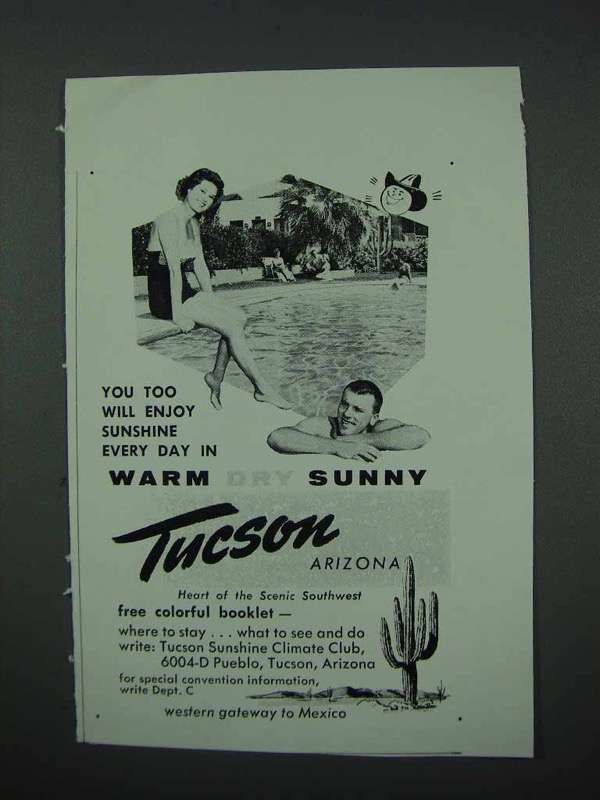 YOU TOO
WILL ENJOY
SUNSHINE
EVERY DAY IN
WARM DRY SUNNY
Tucson
ARIZONA
Heart of the Scenic Southwest
free colorful booklet —
where to stay . . . what to see and do
write: Tucson Sunshine Climate Club,
6004-D Pueblo, Tucson, Arizona
for special convention information,
write Dept. C
western gateway to Mexico